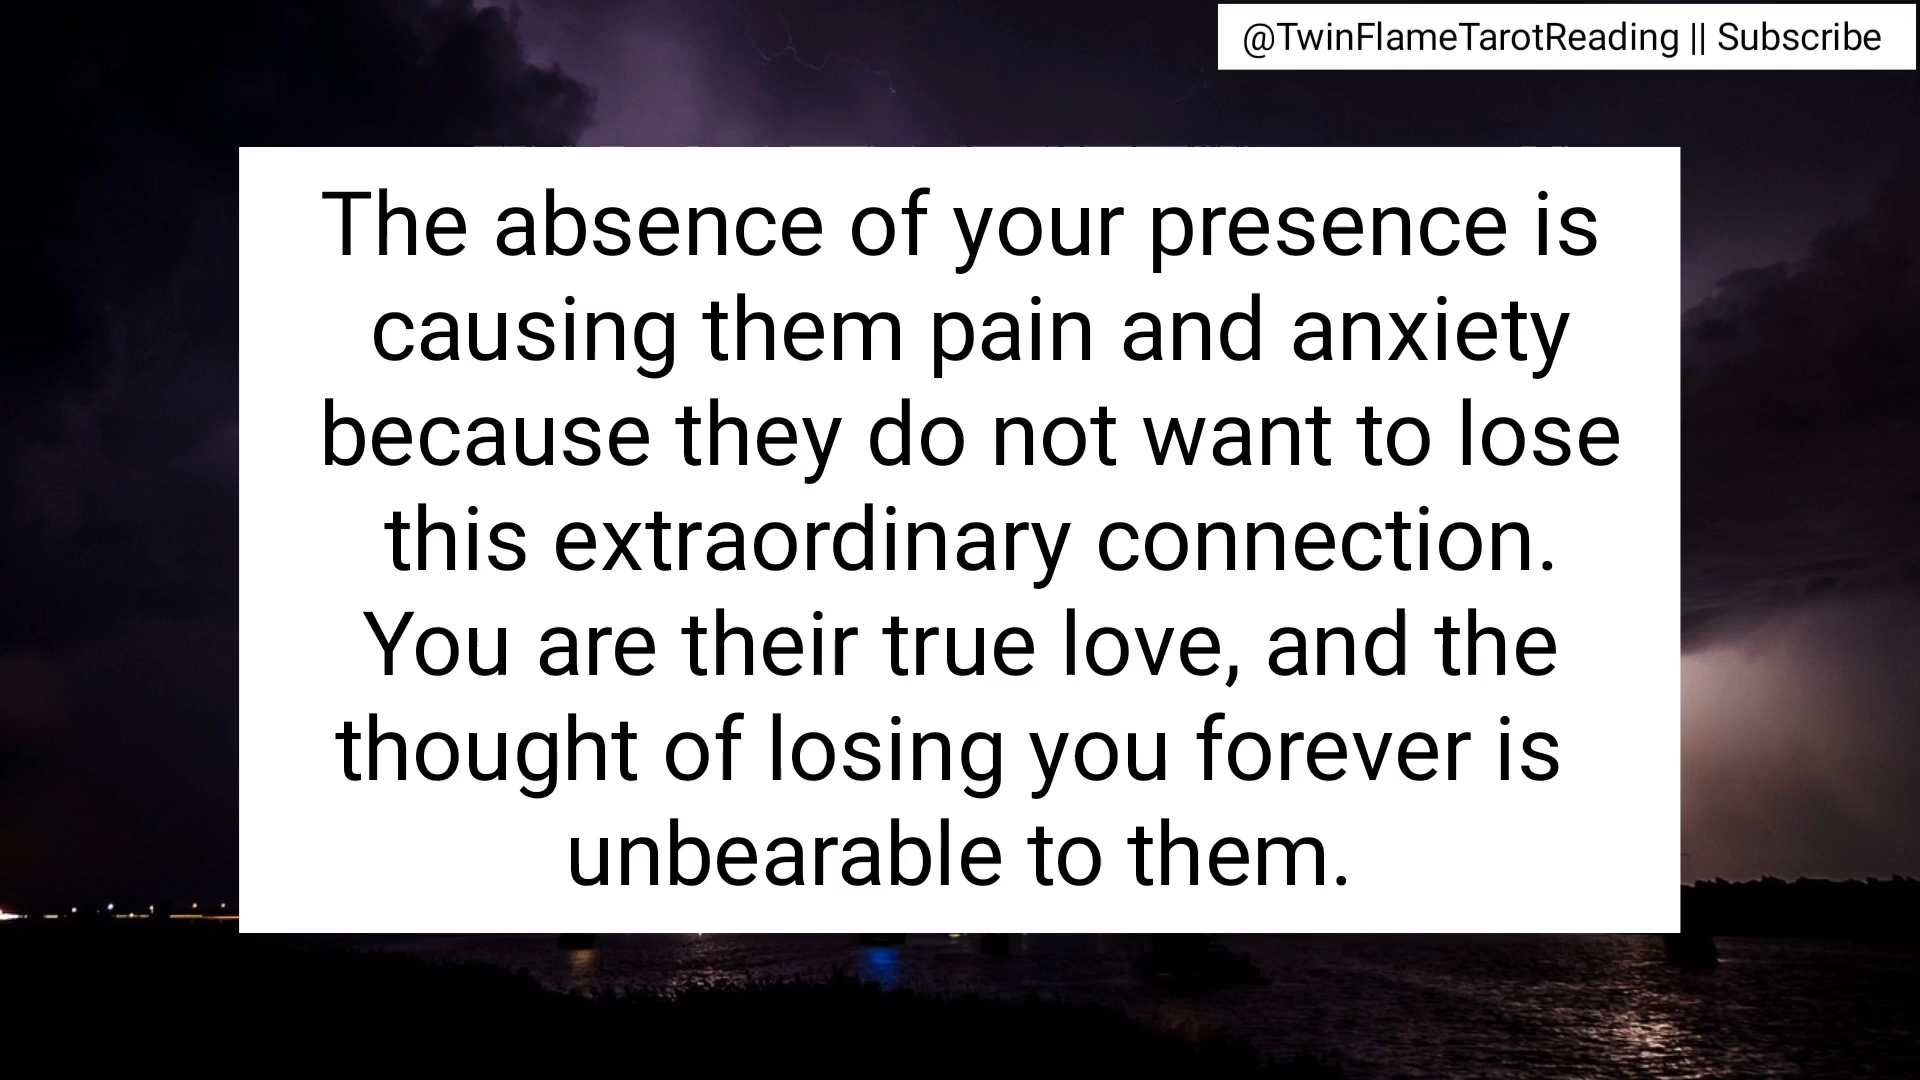 @TwinFlameTarotReading || Subscribe
The absence of your presence is
causing them pain and anxiety
because they do not want to lose
this extraordinary connection.
You are their true love, and the
thought of losing you forever is
unbearable to them.